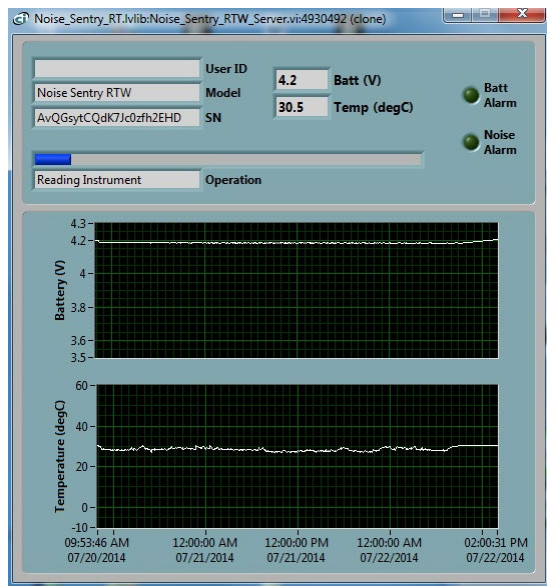 Noise_Sentry_RT.lvlib:Noise_Sentry_RTW_Server.vi:4930492 (clone)
User ID
Noise Sentry RTW Model
AvQGsytCQdK7Jc0zfh2EHD SN
4.2 Batt (V)
30.5 Temp (degC)
Batt
Alarm
Noise
Alarm
Reading Instrument Operation
Battery (V)
4.3
4.2
4
3.8
3.6
3.5
Temperature (degC)
60
40
20
0
-10
09:53:46 AM 12:00:00 AM 12:00:00 PM 12:00:00 AM 02:00:31 PM
07/20/2014 07/21/2014 07/21/2014 07/22/2014 07/22/2014